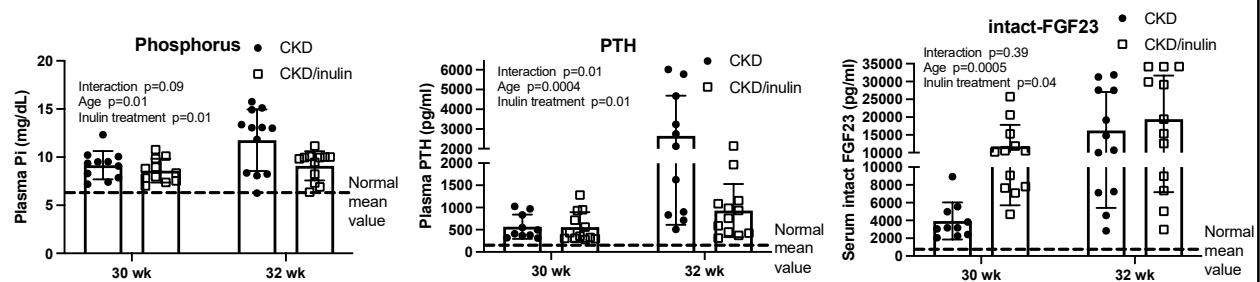 Phosphorus
CKD
CKD/inulin
Interaction p=0.09
Age p=0.01
Inulin treatment p=0.01
Plasma Pi (mg/dL)
20
15
10
5
0
Normal
mean
value
30 wk
32 wk
PTH
CKD
CKD/inulin
Interaction p=0.01
Age p=0.0004
Inulin treatment p=0.01
Plasma PTH (pg/ml)
6000
5000
4000
3000
2000
2000
1500
1000
500
0
Normal
mean
value
30 wk
32 wk
intact-FGF23
CKD
CKD/inulin
Interaction p=0.39
Age p=0.0005
Inulin treatment p=0.04
Serum intact FGF23 (pg/ml)
35000
30000
25000
20000
15000
10000
10000
8000
6000
4000
2000
0
Normal
mean
value
30 wk
32 wk